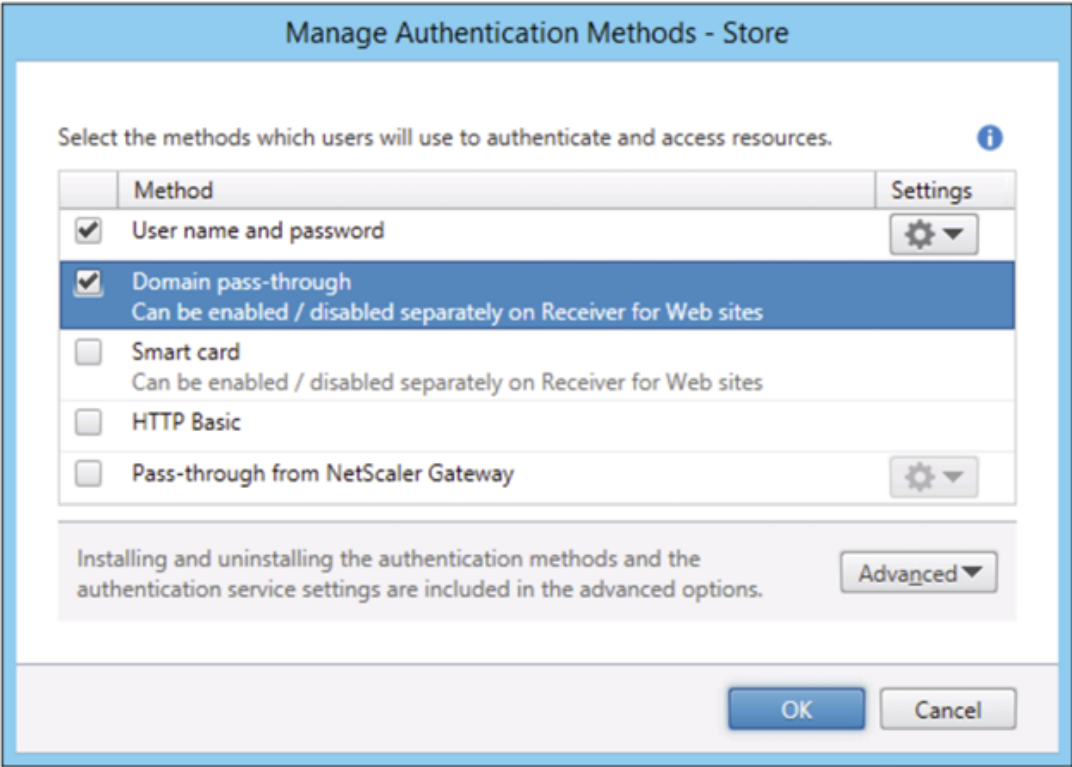 Manage Authentication Methods - Store
Select the methods which users will use to authenticate and access resources.
Method Settings
User name and password
Domain pass-through
Can be enabled / disabled separately on Receiver for Web sites
Smart card
Can be enabled / disabled separately on Receiver for Web sites
HTTP Basic
Pass-through from NetScaler Gateway
Installing and uninstalling the authentication methods and the
authentication service settings are included in the advanced options.
Advanced
OK Cancel